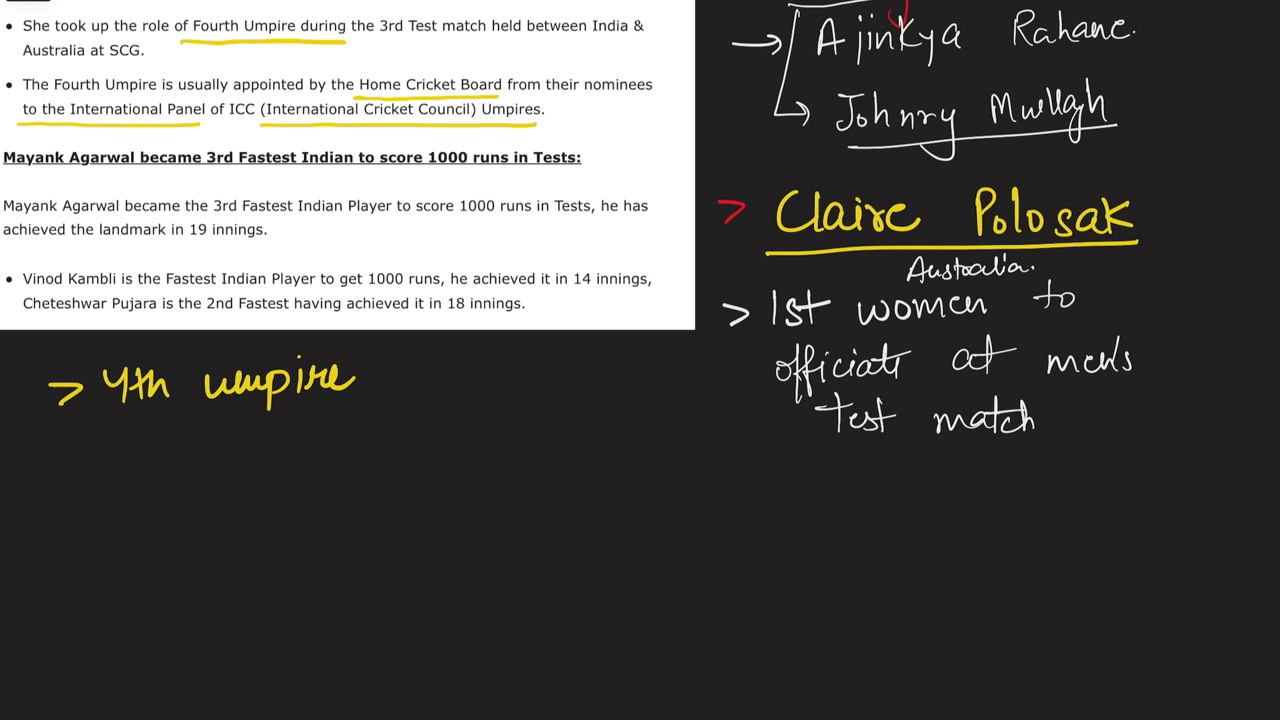 • She took up the role of Fourth Umpire during the 3rd Test match held between India &
Australia at SCG.
• The Fourth Umpire is usually appointed by the Home Cricket Board from their nominees
to the International Panel of ICC (International Cricket Council) Umpires.
Mayank Agarwal became 3rd Fastest Indian to score 1000 runs in Tests:
Mayank Agarwal became the 3rd Fastest Indian Player to score 1000 runs in Tests, he has
achieved the landmark in 19 innings.
• Vinod Kambli is the Fastest Indian Player to get 1000 runs, he achieved it in 14 innings,
Cheteshwar Pujara is the 2nd Fastest having achieved it in 18 innings.
> 4th umpire
→ Ajinkya Rahane.
↳ Johnny Mullagh
> Claire Polosak
Australia.
> 1st women to
officiate at men's
Test match